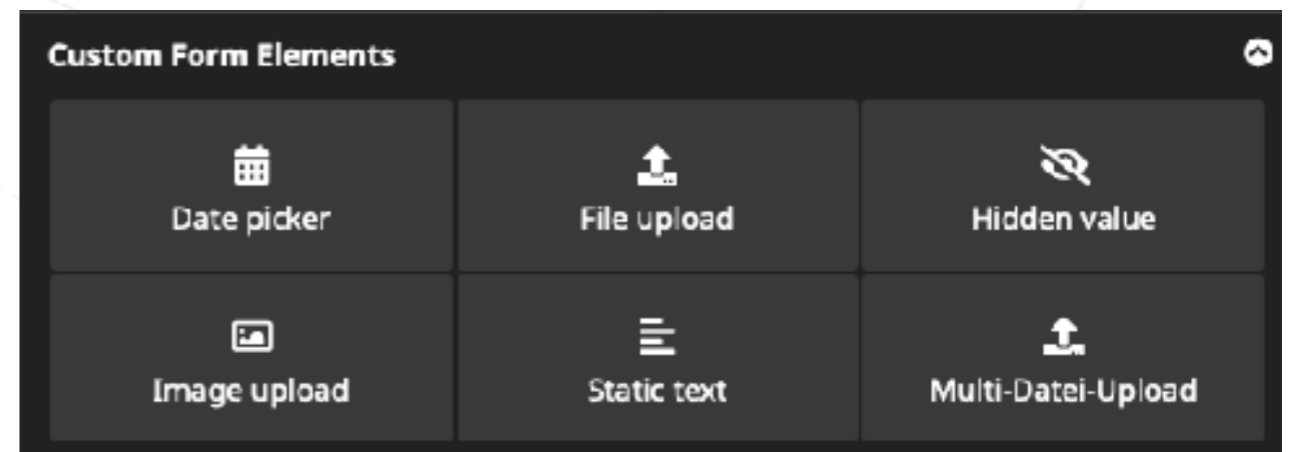 Custom Form Elements
Date picker
File upload
Hidden value
Image upload
Static text
Multi-Datei-Upload